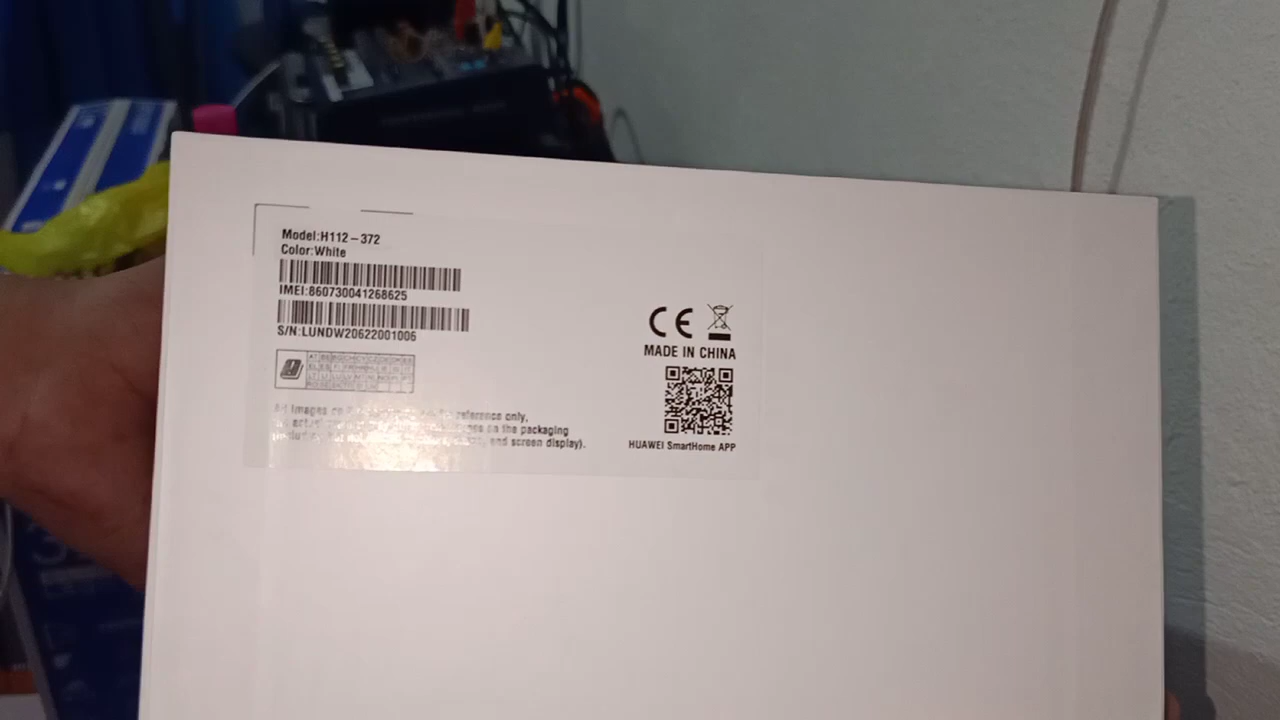 Model:H112-372
Color:White
IMEI:860730041268625
S/N:LUNDW20622001006
CE
MADE IN CHINA
reference only,
on the packaging
and screen display).
HUAWEI SmartHome APP